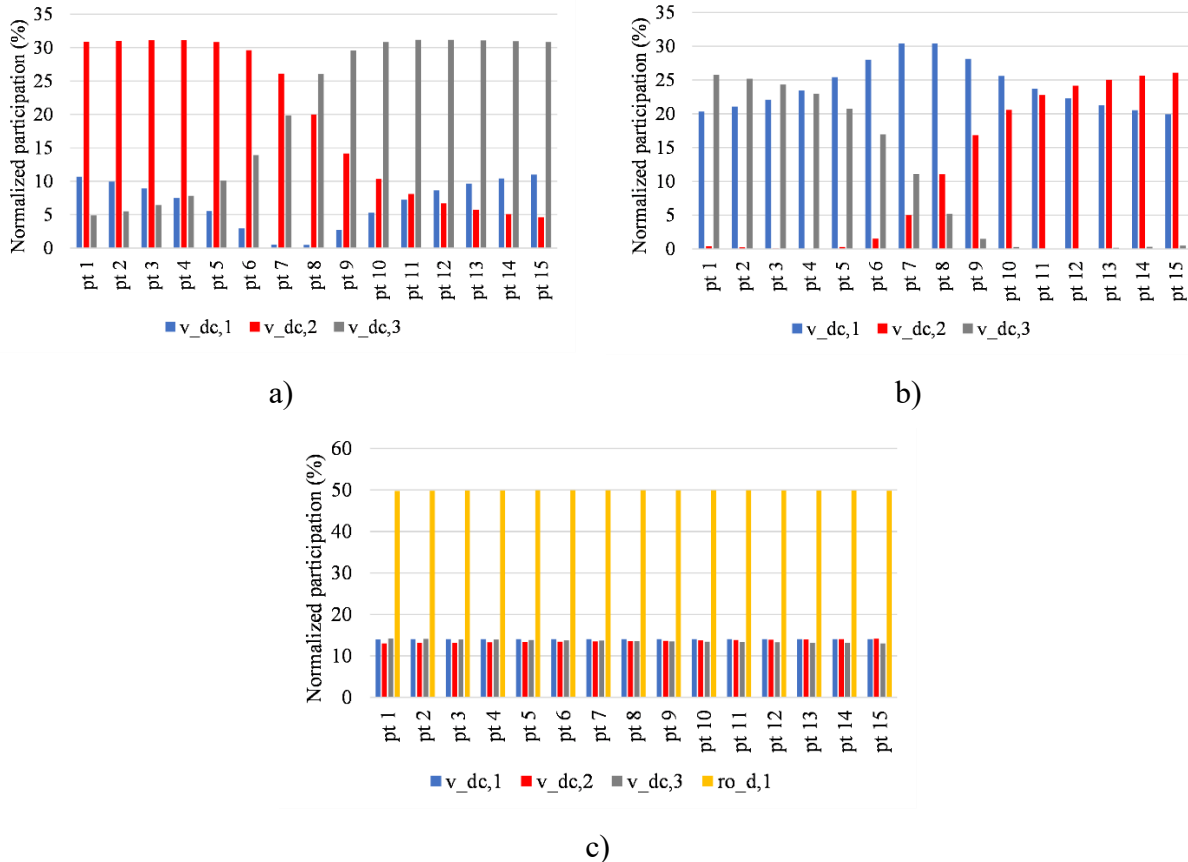 Normalized participation (%)
35
30
25
20
15
10
5
0
pt 1 pt 2 pt 3 pt 4 pt 5 pt 6 pt 7 pt 8 pt 9 pt 10 pt 11 pt 12 pt 13 pt 14 pt 15
v_dc,1 v_dc,2 v_dc,3
a)
Normalized participation (%)
35
30
25
20
15
10
5
0
pt 1 pt 2 pt 3 pt 4 pt 5 pt 6 pt 7 pt 8 pt 9 pt 10 pt 11 pt 12 pt 13 pt 14 pt 15
v_dc,1 v_dc,2 v_dc,3
b)
Normalized participation (%)
60
50
40
30
20
10
0
pt 1 pt 2 pt 3 pt 4 pt 5 pt 6 pt 7 pt 8 pt 9 pt 10 pt 11 pt 12 pt 13 pt 14 pt 15
v_dc,1 v_dc,2 v_dc,3 ro_d,1
c)